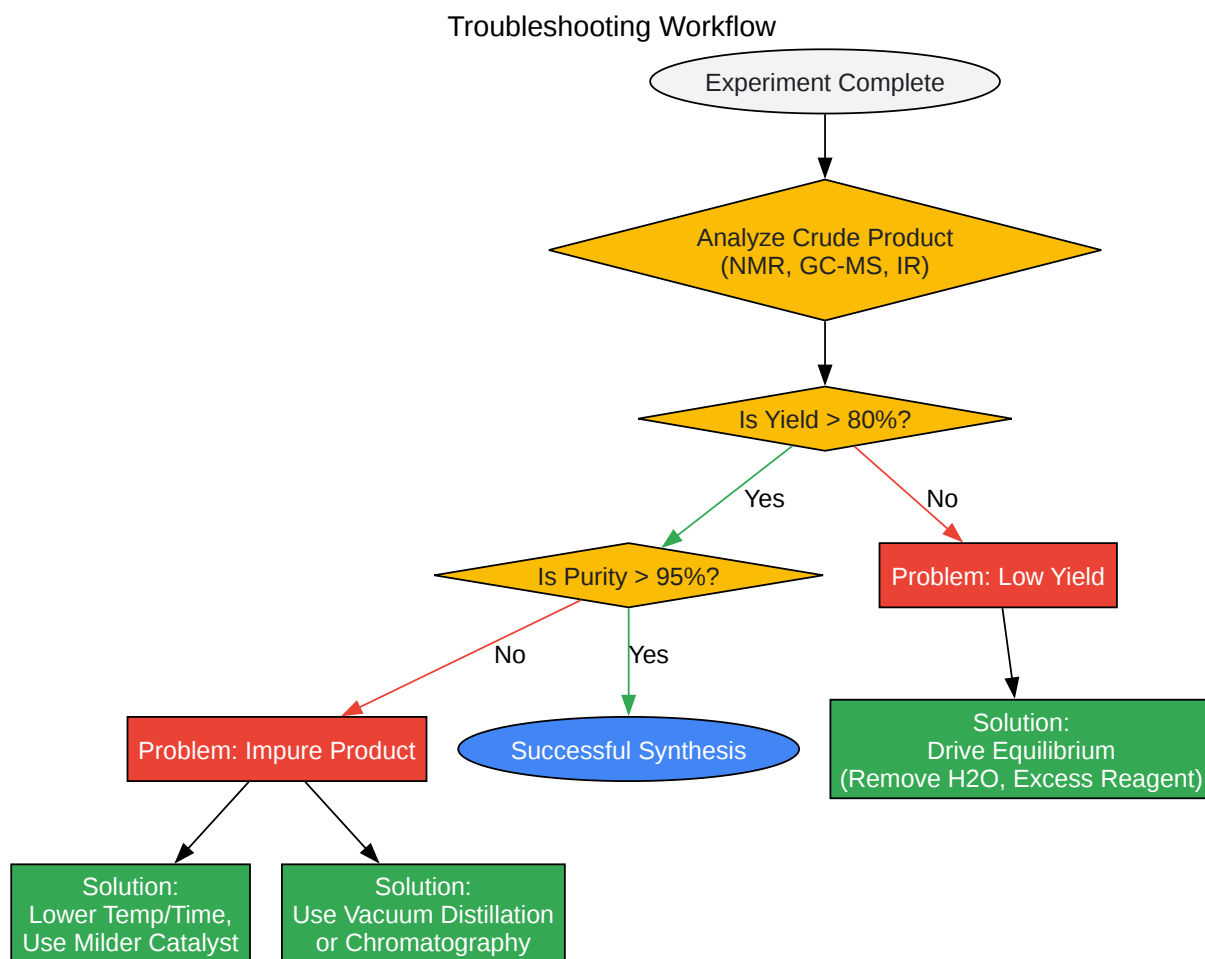 Troubleshooting Workflow
Experiment Complete
Analyze Crude Product
(NMR, GC-MS, IR)
Is Yield > 80%?
Yes
No
Is Purity > 95%?
Problem: Low Yield
No
Yes
Solution:
Drive Equilibrium
(Remove H2O, Excess Reagent)
Problem: Impure Product
Successful Synthesis
Solution:
Lower Temp/Time,
Use Milder Catalyst
Solution:
Use Vacuum Distillation
or Chromatography